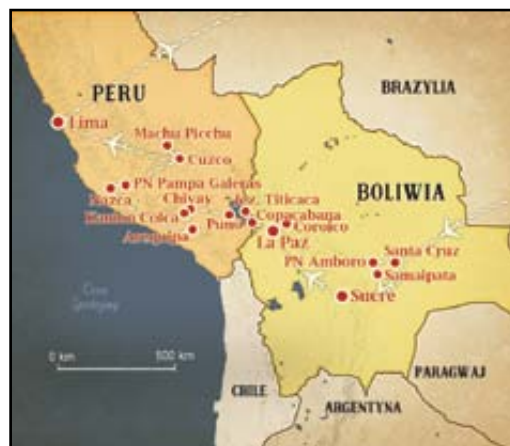 PERU
BRAZYLIA
Lima
Machu Picchu
Cuzco
PN Pampa Galeras
Nazca
Chivay
Kanion Colca
Jez. Titicaca
Puno
Copacabana
Arequipa
BOLIWIA
Coroico
La Paz
PN Amboro
Santa Cruz
Samaipata
Sucre
0 km
500 km
CHILE
PARAGWAJ
ARGENTYNA